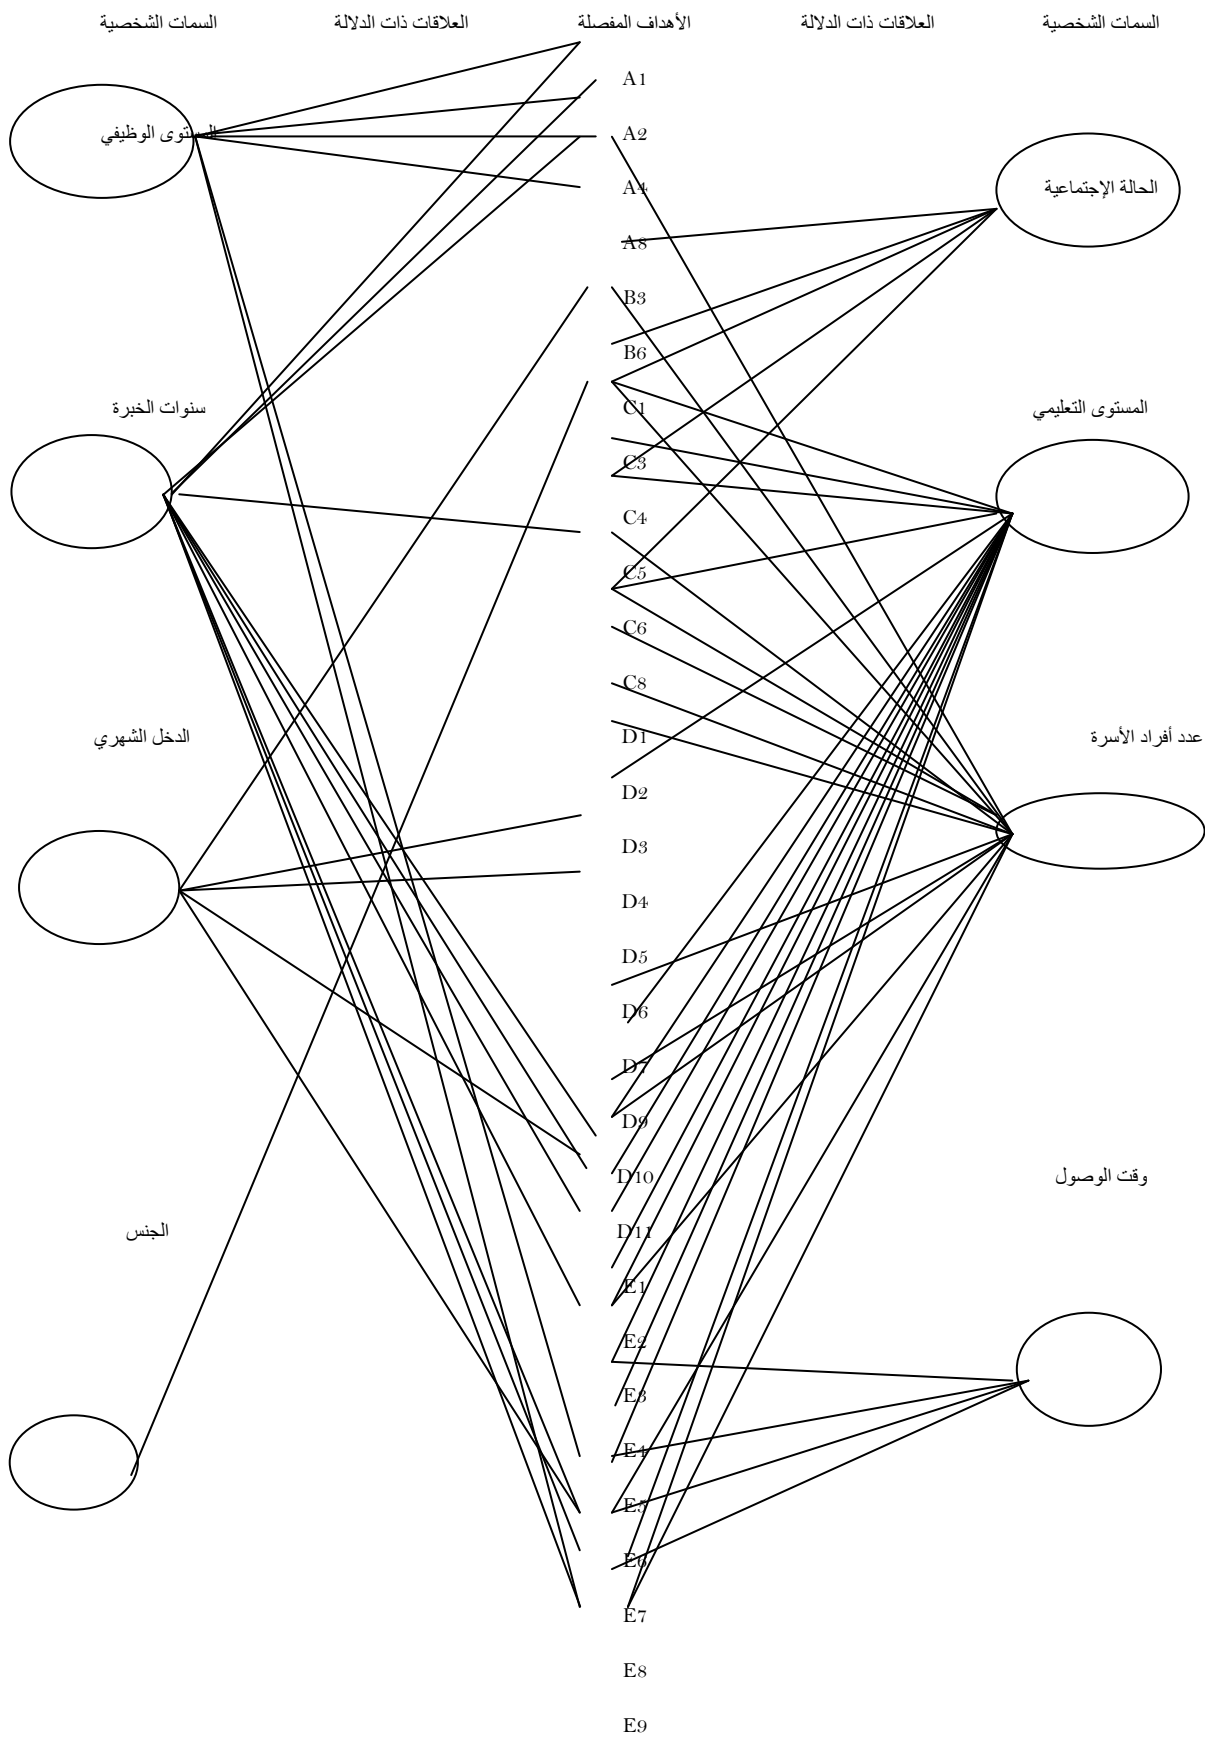 السمات الشخصية
العلاقات ذات الدلالة
الأهداف المفصلة
العلاقات ذات الدلالة
السمات الشخصية
A1
المستوى الوظيفي
A2
الحالة الإجتماعية
A4
A8
B3
B6
المستوى التعليمي
C1
سنوات الخبرة
C3
C4
C5
C6
C8
عدد أفراد الأسرة
D1
الدخل الشهري
D2
D3
D4
D5
D6
D7
D9
وقت الوصول
D10
D11
الجنس
E1
E2
E3
E4
E5
E6
E7
E8
E9